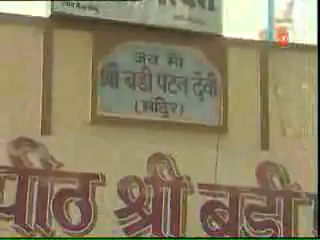 जय माँ
श्री बड़ी पटन देवी
(मंदिर)
पीठ श्री बड़ी